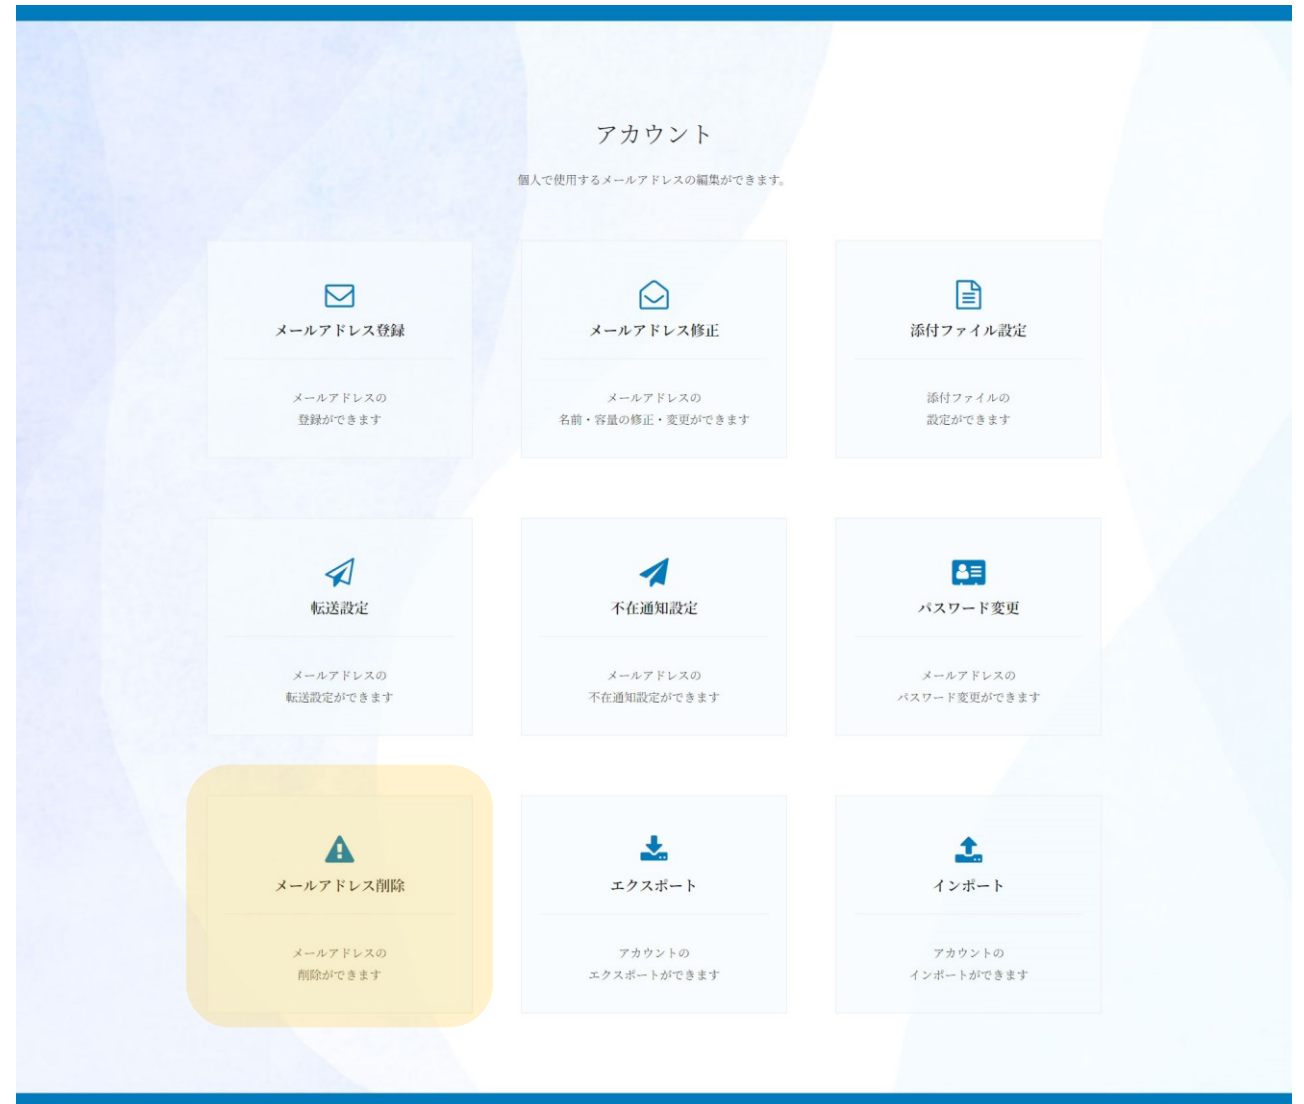 アカウント
個人で使用するメールアドレスの編集ができます。
メールアドレス登録
メールアドレスの
登録ができます
メールアドレス修正
メールアドレスの
名前・容量の修正・変更ができます
添付ファイル設定
添付ファイルの
設定ができます
転送設定
メールアドレスの
転送設定ができます
不在通知設定
メールアドレスの
不在通知設定ができます
パスワード変更
メールアドレスの
パスワード変更ができます
メールアドレス削除
メールアドレスの
削除ができます
エクスポート
アカウントの
エクスポートができます
インポート
アカウントの
インポートができます